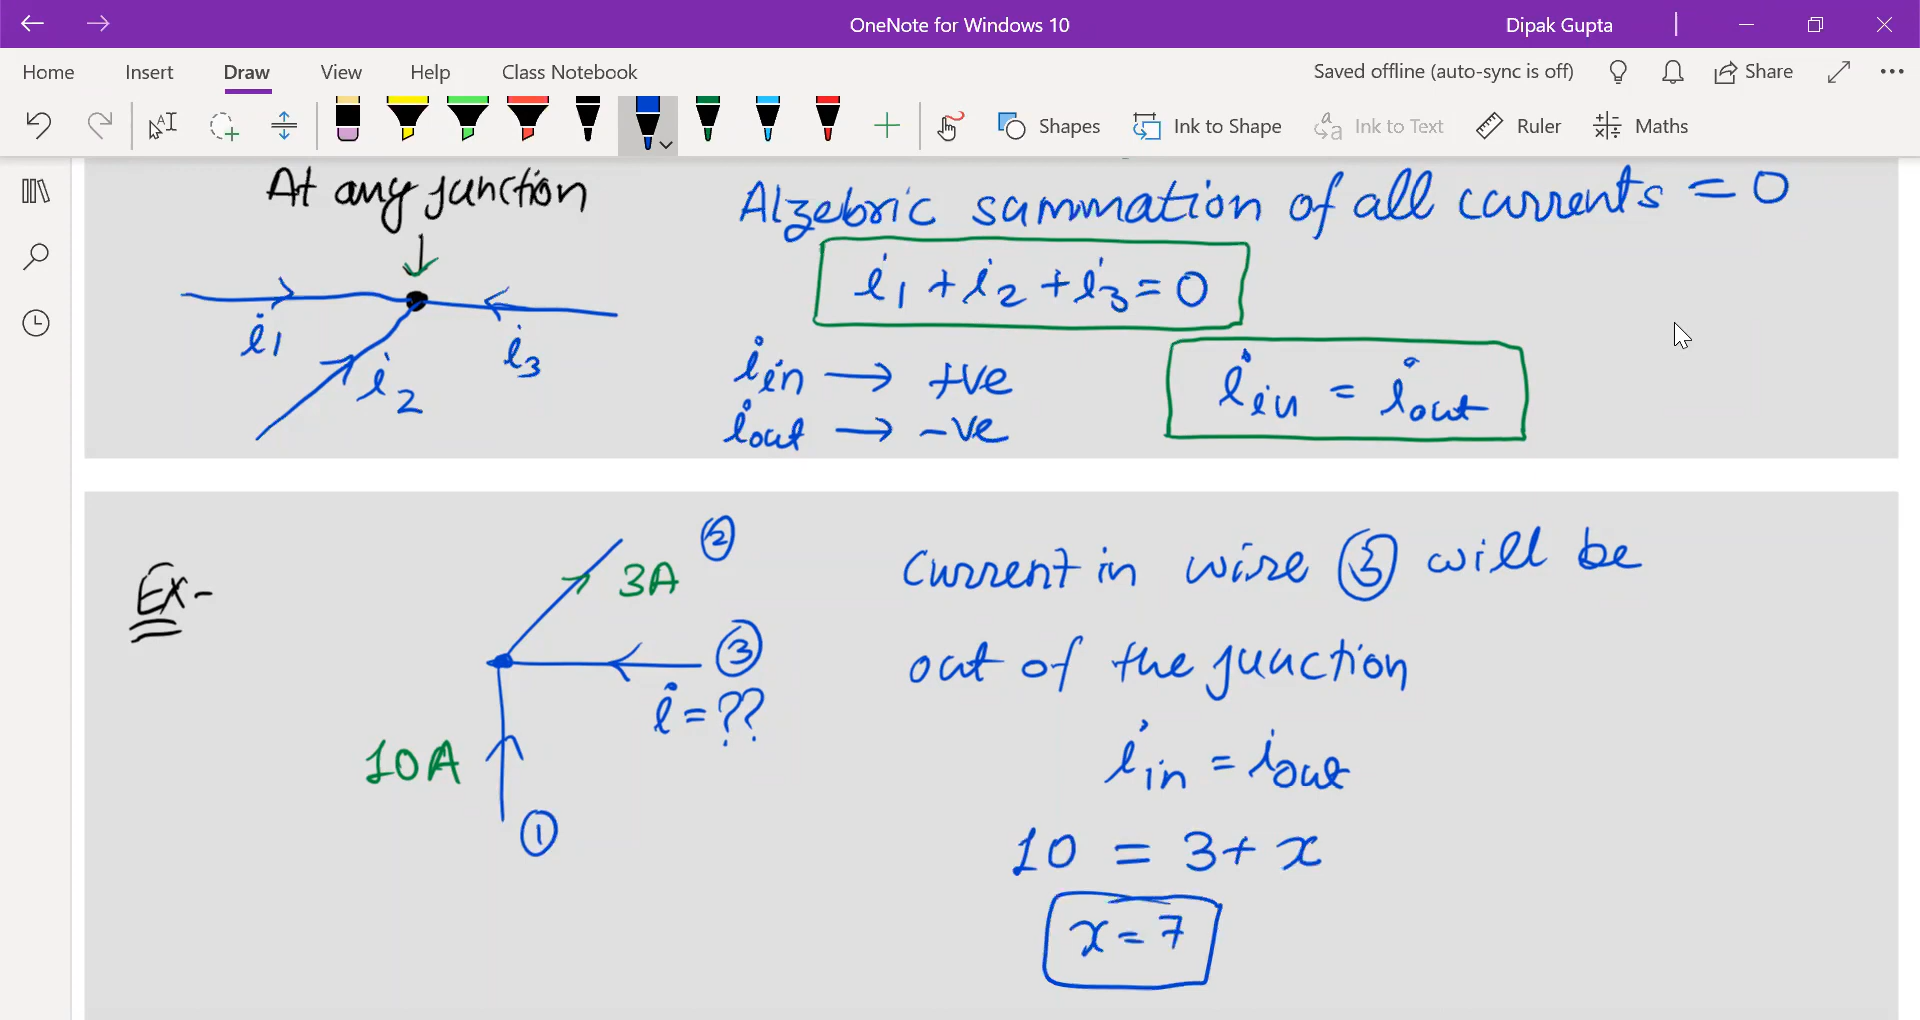 OneNote for Windows 10
Dipak Gupta
Home Insert Draw View Help Class Notebook
Saved offline (auto-sync is off)
Share
Shapes
Ink to Shape
Ink to Text
Ruler
Maths
At any junction
i1
i2
i3
Alzebric summation of all currents = 0
i1 + i2 + i3 = 0
iin → +ve
iout → -ve
iin = iout
Ex-
3A ②
③
i = ??
10A
①
Current in wire ③ will be
out of the junction
iin = iout
10 = 3 + x
x = 7